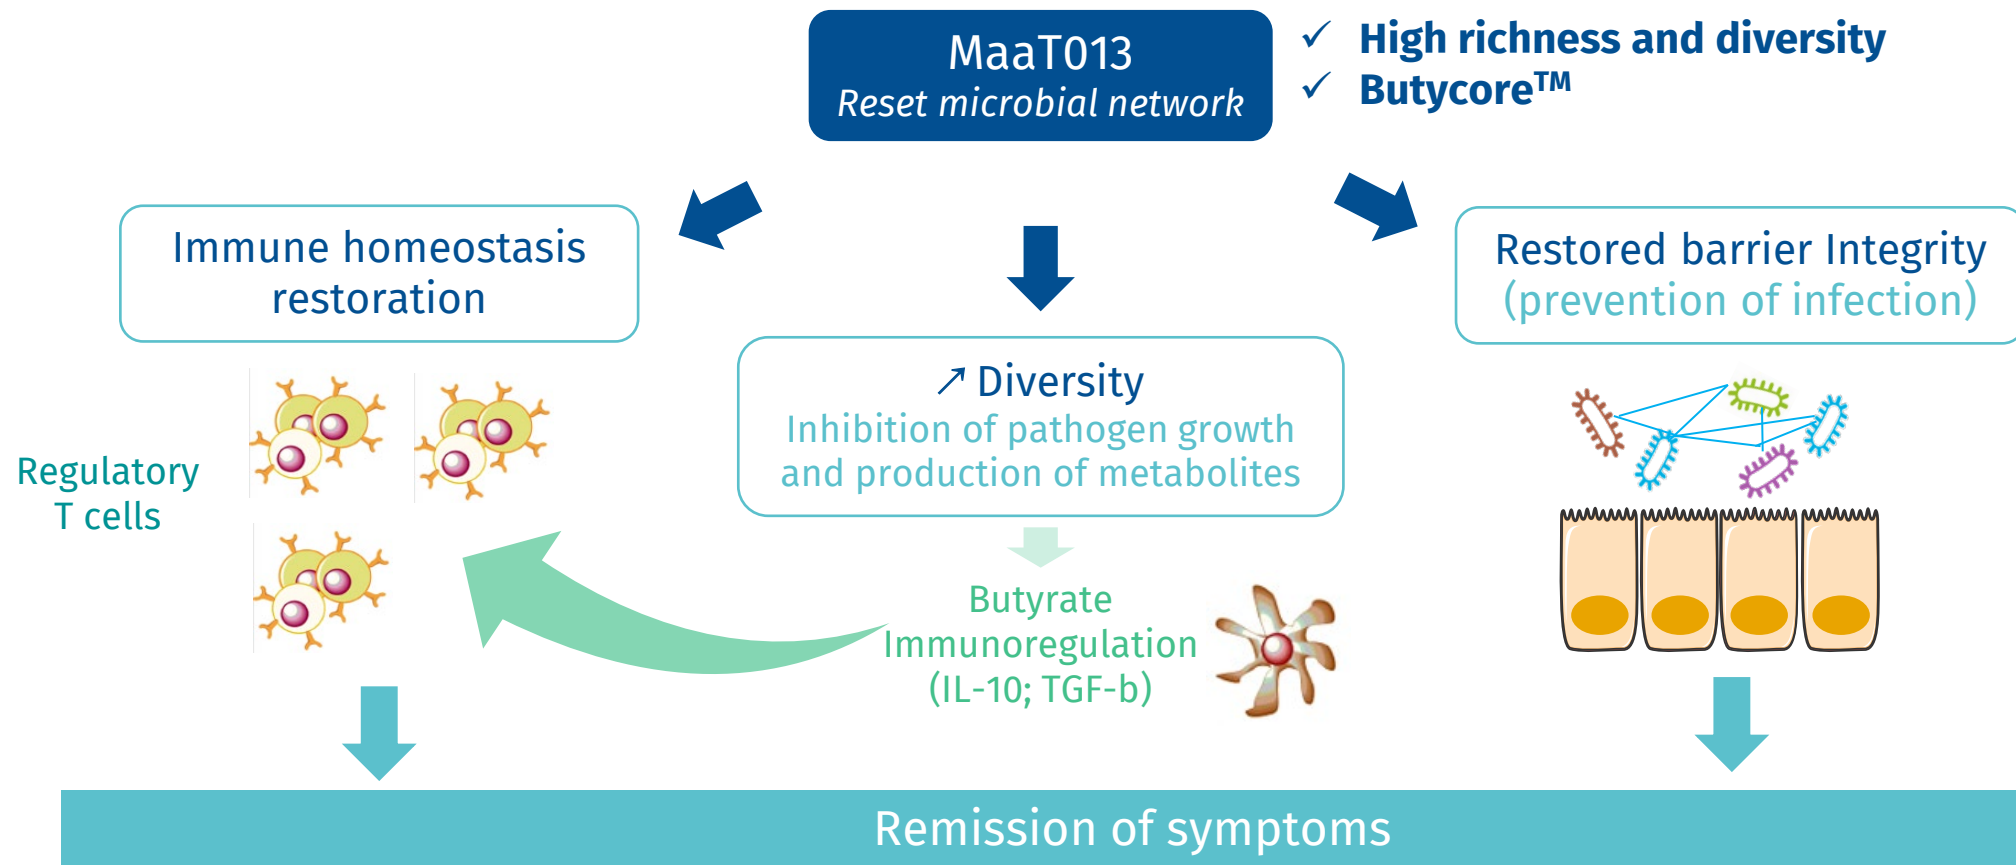 MaaT013
Reset microbial network
✓ High richness and diversity
✓ Butycore™
Immune homeostasis
restoration
Restored barrier Integrity
(prevention of infection)
↗ Diversity
Inhibition of pathogen growth
and production of metabolites
Regulatory
T cells
Butyrate
Immunoregulation
(IL-10; TGF-b)
Remission of symptoms